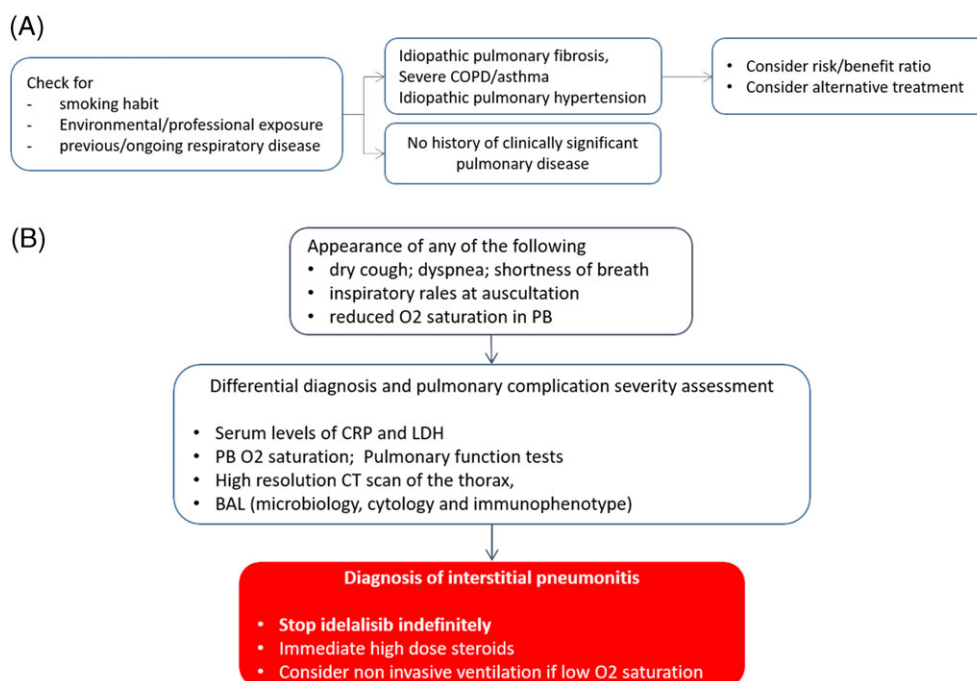 (A)
Check for
- smoking habit
- Environmental/professional exposure
- previous/ongoing respiratory disease
Idiopathic pulmonary fibrosis,
Severe COPD/asthma
Idiopathic pulmonary hypertension
• Consider risk/benefit ratio
• Consider alternative treatment
No history of clinically significant
pulmonary disease
(B)
Appearance of any of the following
• dry cough; dyspnea; shortness of breath
• inspiratory rales at auscultation
• reduced O2 saturation in PB
Differential diagnosis and pulmonary complication severity assessment
• Serum levels of CRP and LDH
• PB O2 saturation; Pulmonary function tests
• High resolution CT scan of the thorax,
• BAL (microbiology, cytology and immunophenotype)
Diagnosis of interstitial pneumonitis
• Stop idelalisib indefinitely
• Immediate high dose steroids
• Consider non invasive ventilation if low O2 saturation